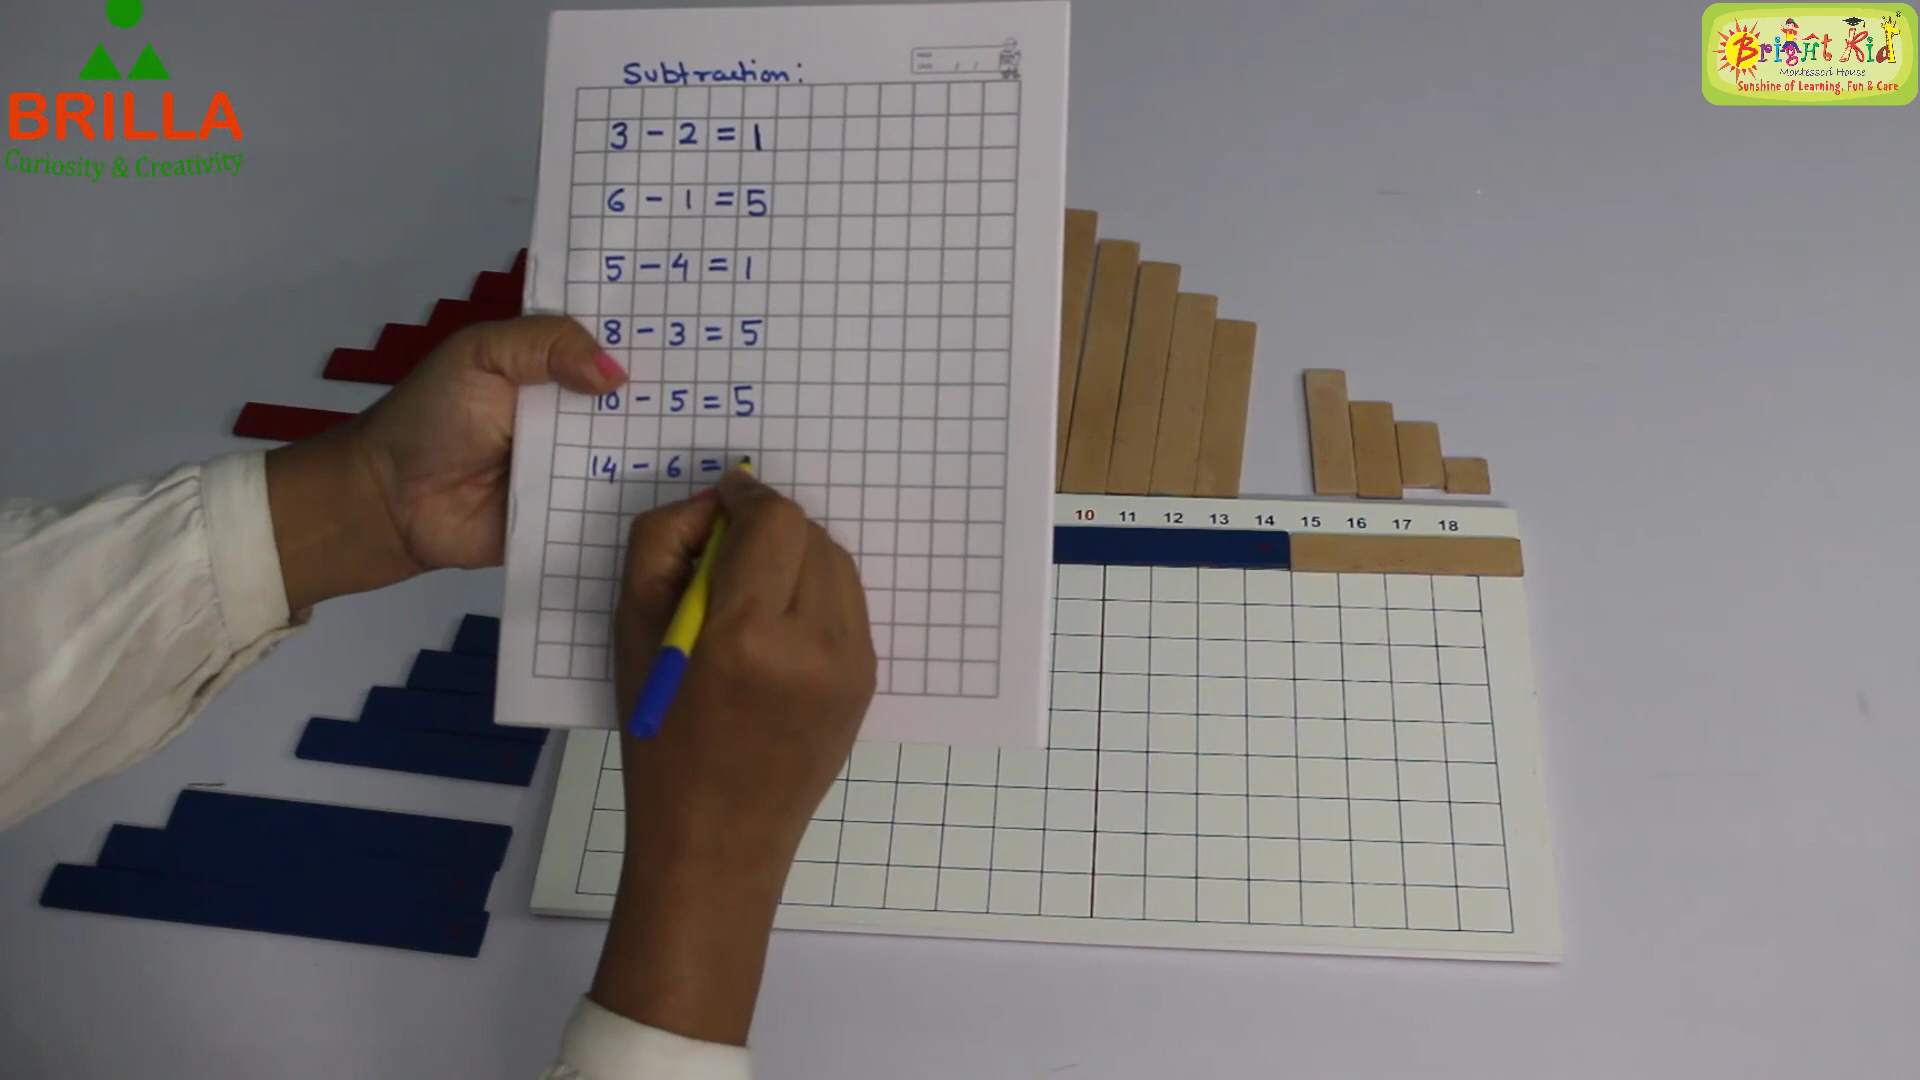 BRILLA
Curiosity & Creativity
Bright Kid
Montessori House
Sunshine of Learning, Fun & Care
Subtraction:
3 - 2 = 1
6 - 1 = 5
5 - 4 = 1
8 - 3 = 5
10 - 5 = 5
14 - 6 =
10 11 12 13 14 15 16 17 18